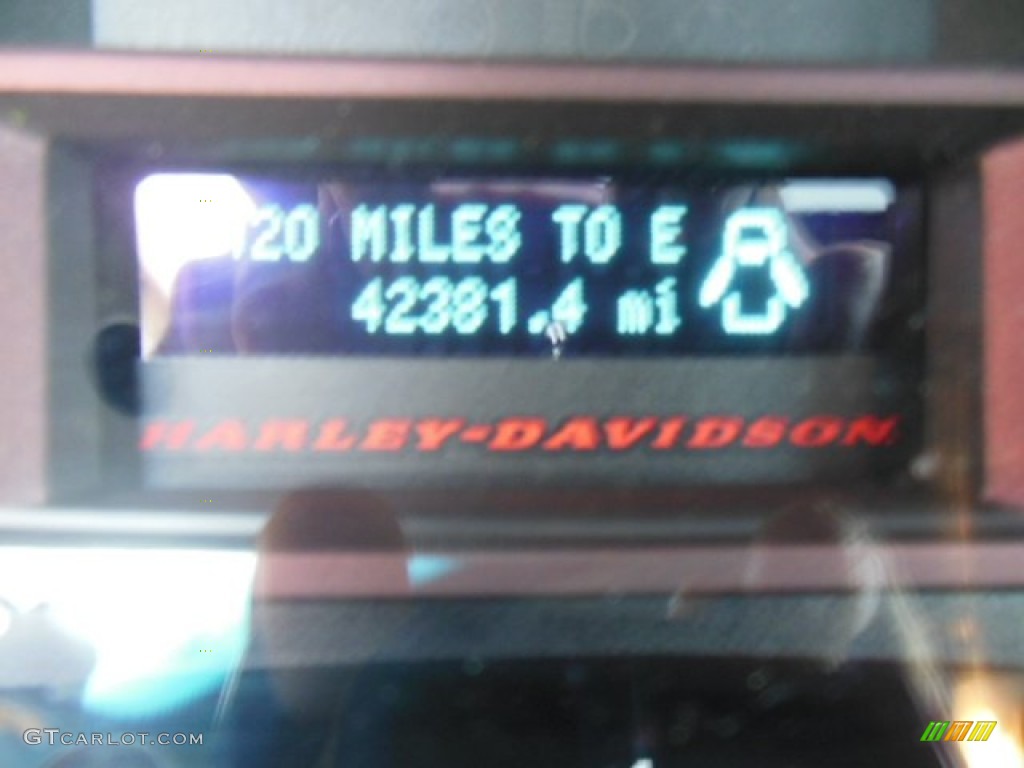 MILES TO E
42381.4 mi
HARLEY-DAVIDSON
GTCARLOT.COM